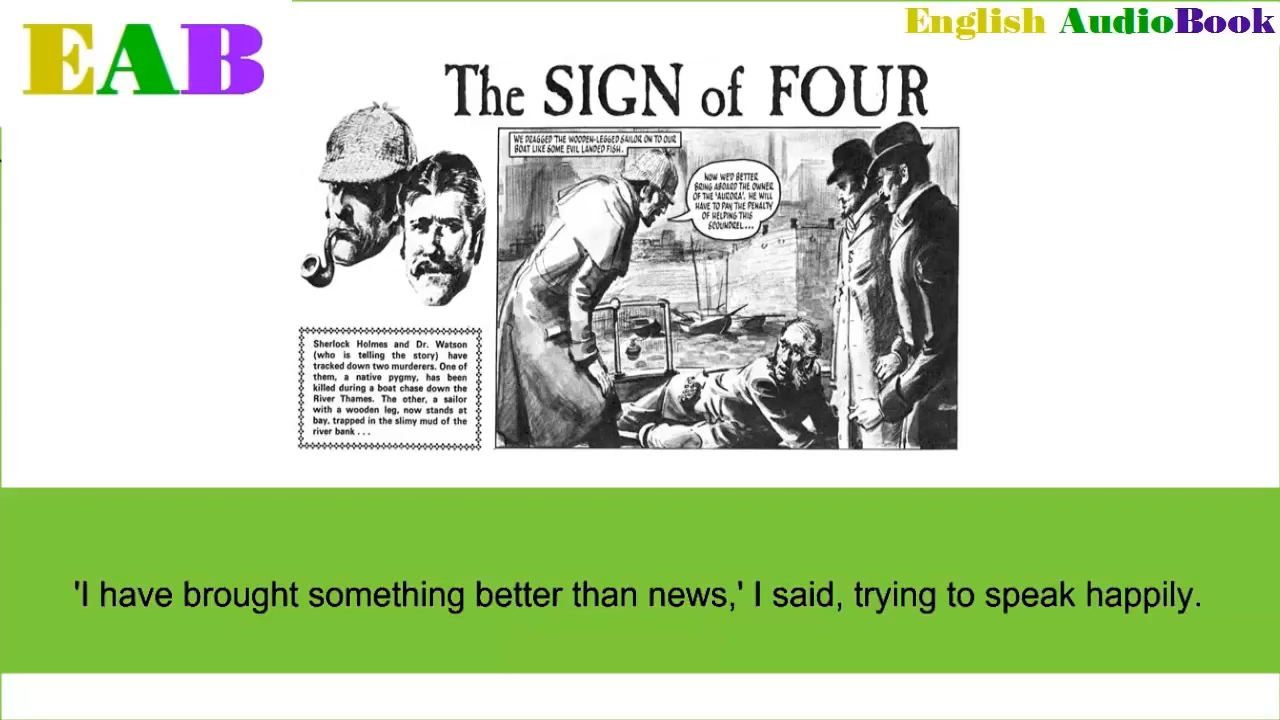 EAB
English AudioBook
The SIGN of FOUR
WE DRAGGED THE WOODEN-LEGGED SAILOR ON TO OUR
BOAT LIKE SOME EVIL LANDED FISH.
NOW WE'D BETTER
BRING ABOARD THE OWNER
OF THE 'AURORA'. HE WILL
HAVE TO PAY THE PENALTY
OF HELPING THIS
SCOUNDREL...
Sherlock Holmes and Dr. Watson
(who is telling the story) have
tracked down two murderers. One of
them, a native pygmy, has been
killed during a boat chase down the
River Thames. The other, a sailor
with a wooden leg, now stands at
bay, trapped in the slimy mud of the
river bank . . .
'I have brought something better than news,' I said, trying to speak happily.